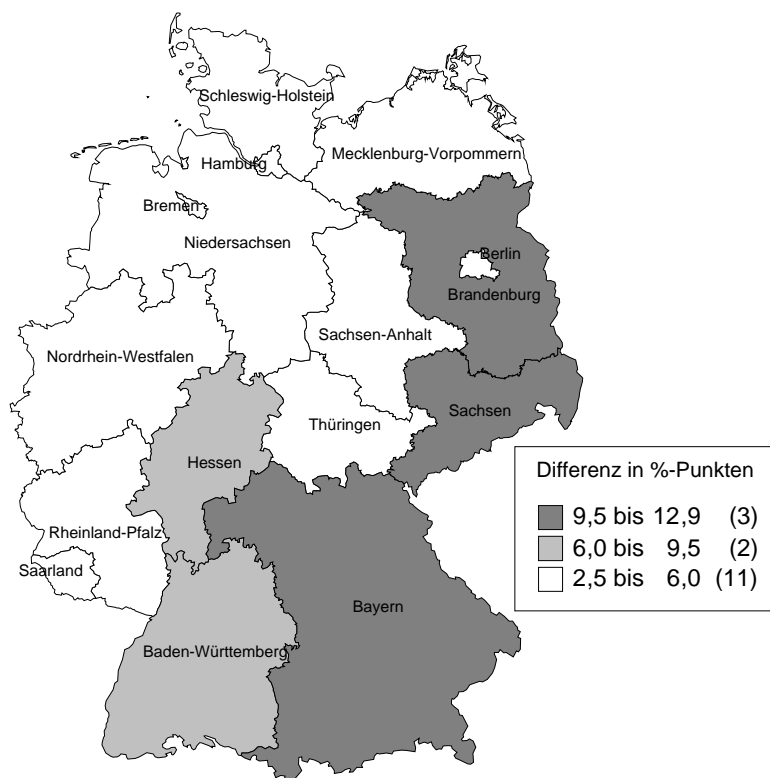 Schleswig-Holstein
Mecklenburg-Vorpommern
Hamburg
Bremen
Niedersachsen
Berlin
Brandenburg
Sachsen-Anhalt
Nordrhein-Westfalen
Sachsen
Thüringen
Hessen
Differenz in %-Punkten
9,5 bis 12,9 (3)
6,0 bis 9,5 (2)
2,5 bis 6,0 (11)
Rheinland-Pfalz
Saarland
Bayern
Baden-Württemberg